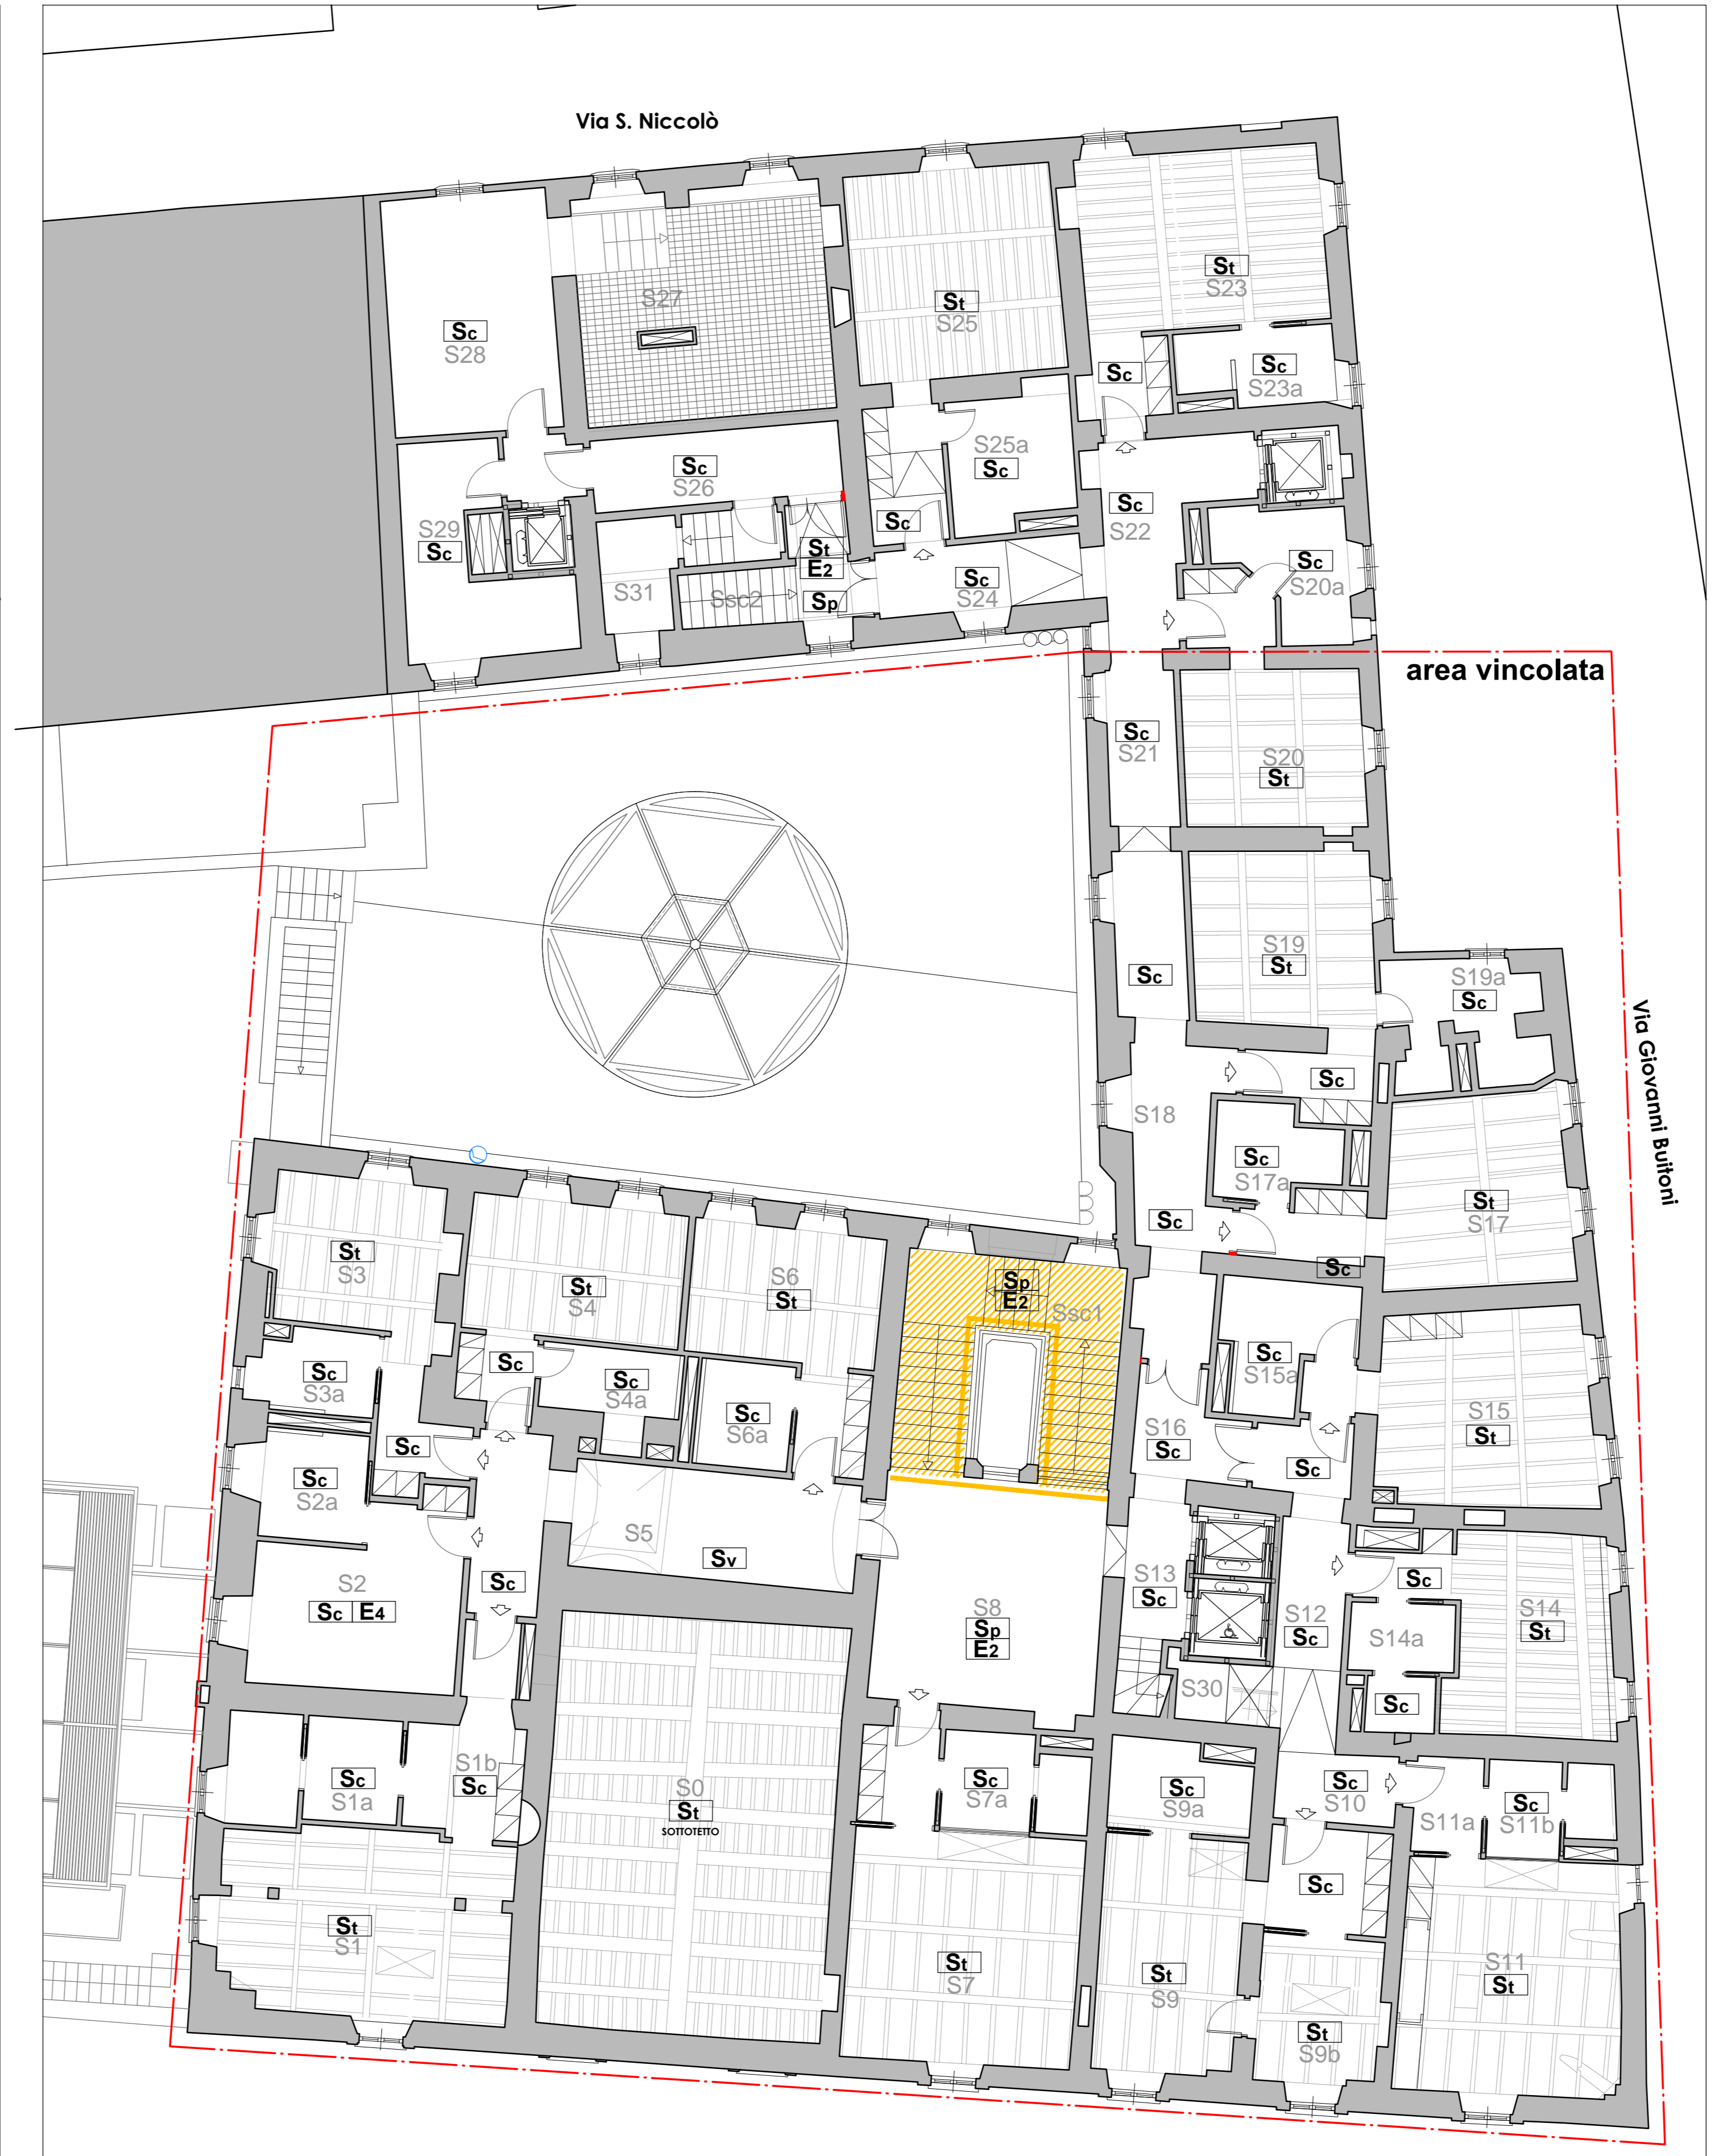 Via S. Niccolò
St
S23
S27
St
S25
Sc
S28
Sc
Sc
S23a
S25a
Sc
Sc
S26
Sc
S22
Sc
S29
Sc
St
E2
Sc
S20a
Sc
S24
S31
Ssc2
Sp
area vincolata
Sc
S21
S20
St
S19
St
Sc
S19a
Sc
Via Giovanni Buitoni
Sc
S18
Sc
S17a
St
S17
Sc
Sc
St
S3
St
S4
S6
St
Sp
E2
Ssc1
Sc
S3a
Sc
Sc
S4a
Sc
S6a
Sc
S15a
S15
St
Sc
S16
Sc
Sc
Sc
S2a
S5
Sv
S2
Sc E4
Sc
S8
Sp
E2
S13
Sc
S12
Sc
Sc
S14
St
S14a
S30
Sc
S1b
Sc
Sc
S1a
S0
St
SOTTOTETTO
Sc
S7a
Sc
S9a
Sc
S10
S11a
Sc
S11b
Sc
St
S1
St
S7
St
S9
St
S9b
S11
St